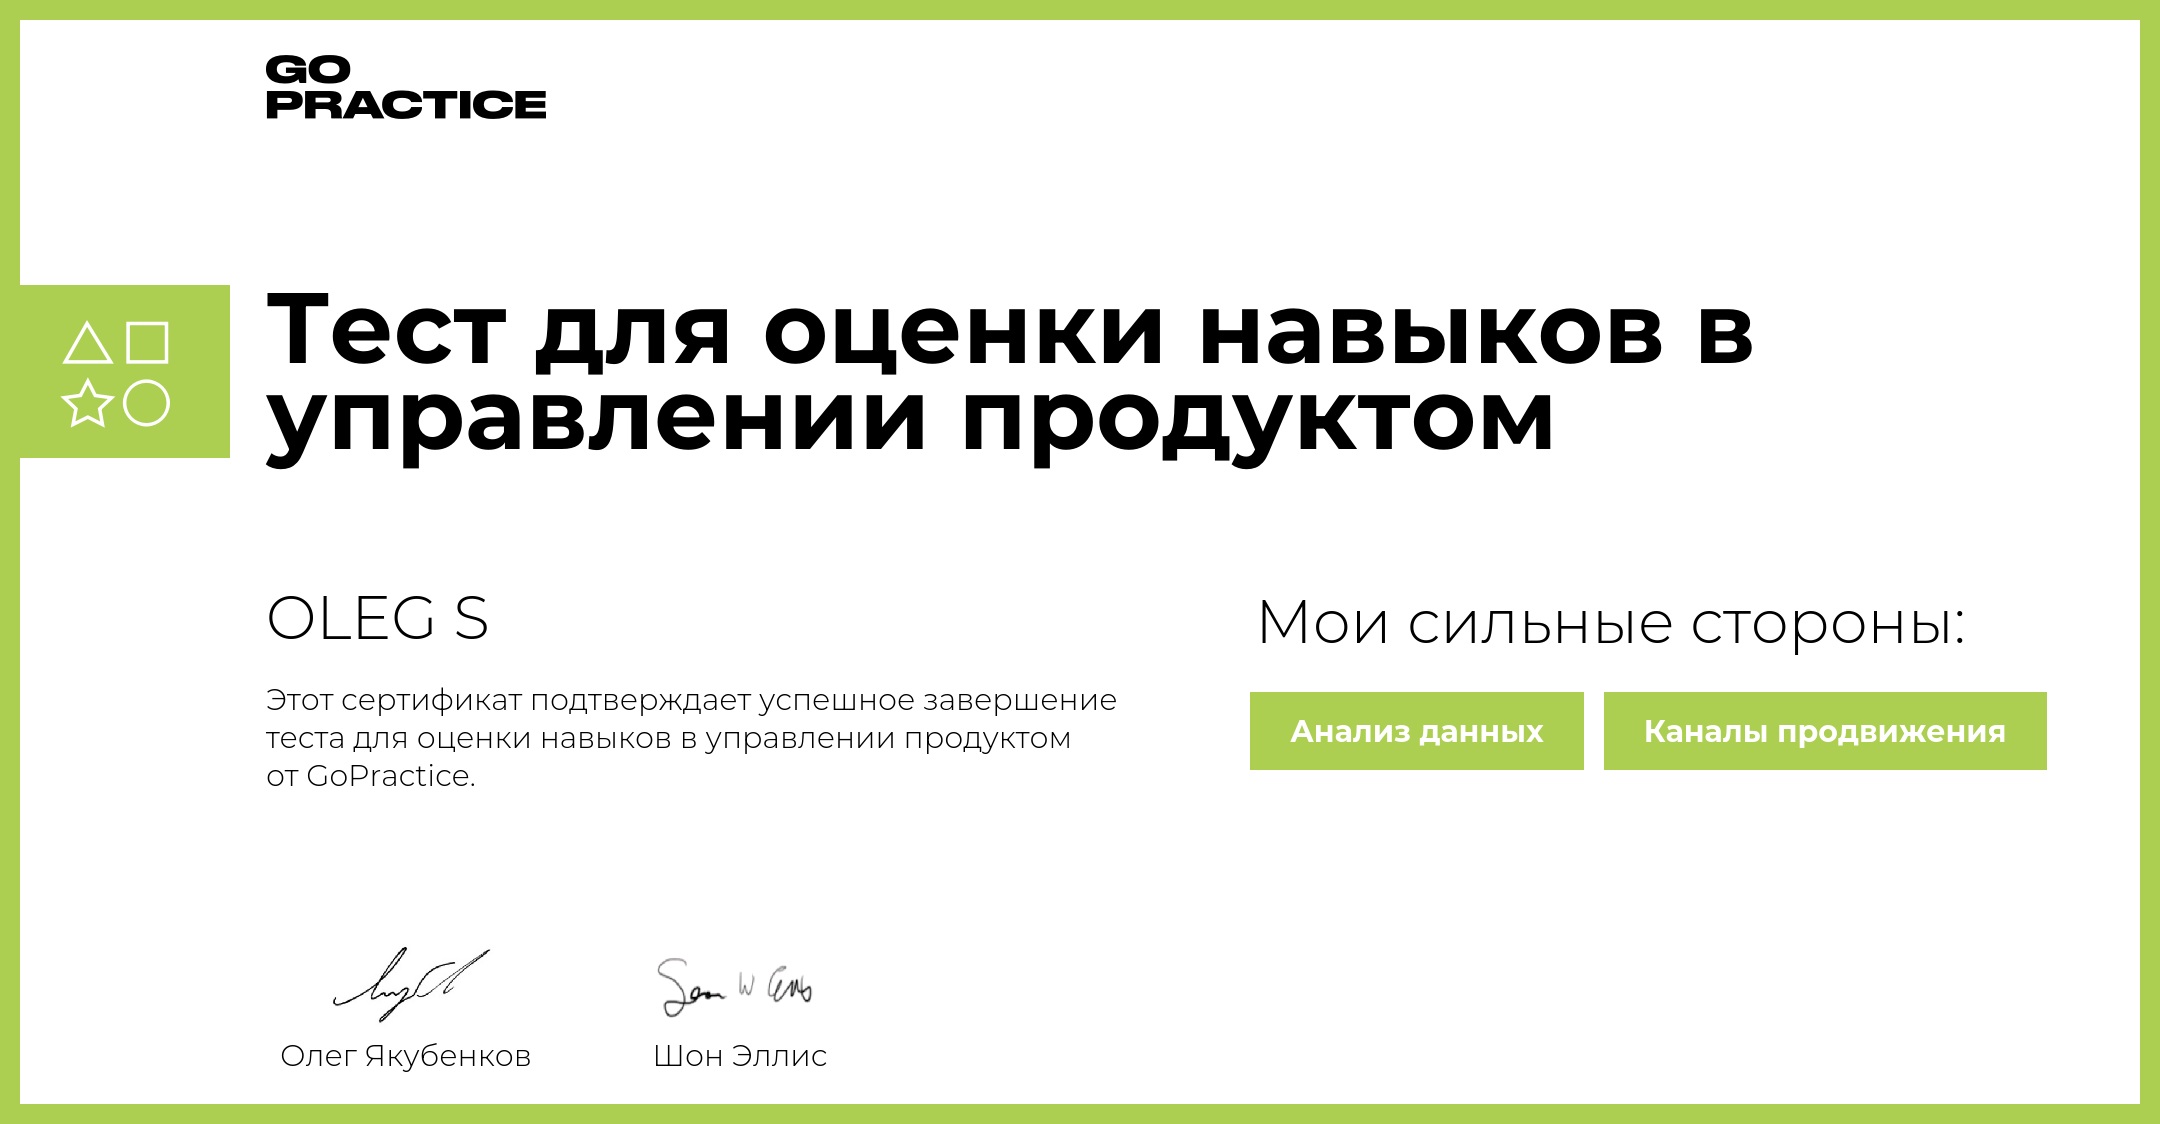 GO
PRACTICE
Тест для оценки навыков в
управлении продуктом
OLEG S
Этот сертификат подтверждает успешное завершение
теста для оценки навыков в управлении продуктом
от GoPractice.
Мои сильные стороны:
Анализ данных
Каналы продвижения
Sean W Ellis
Олег Якубенков
Шон Эллис